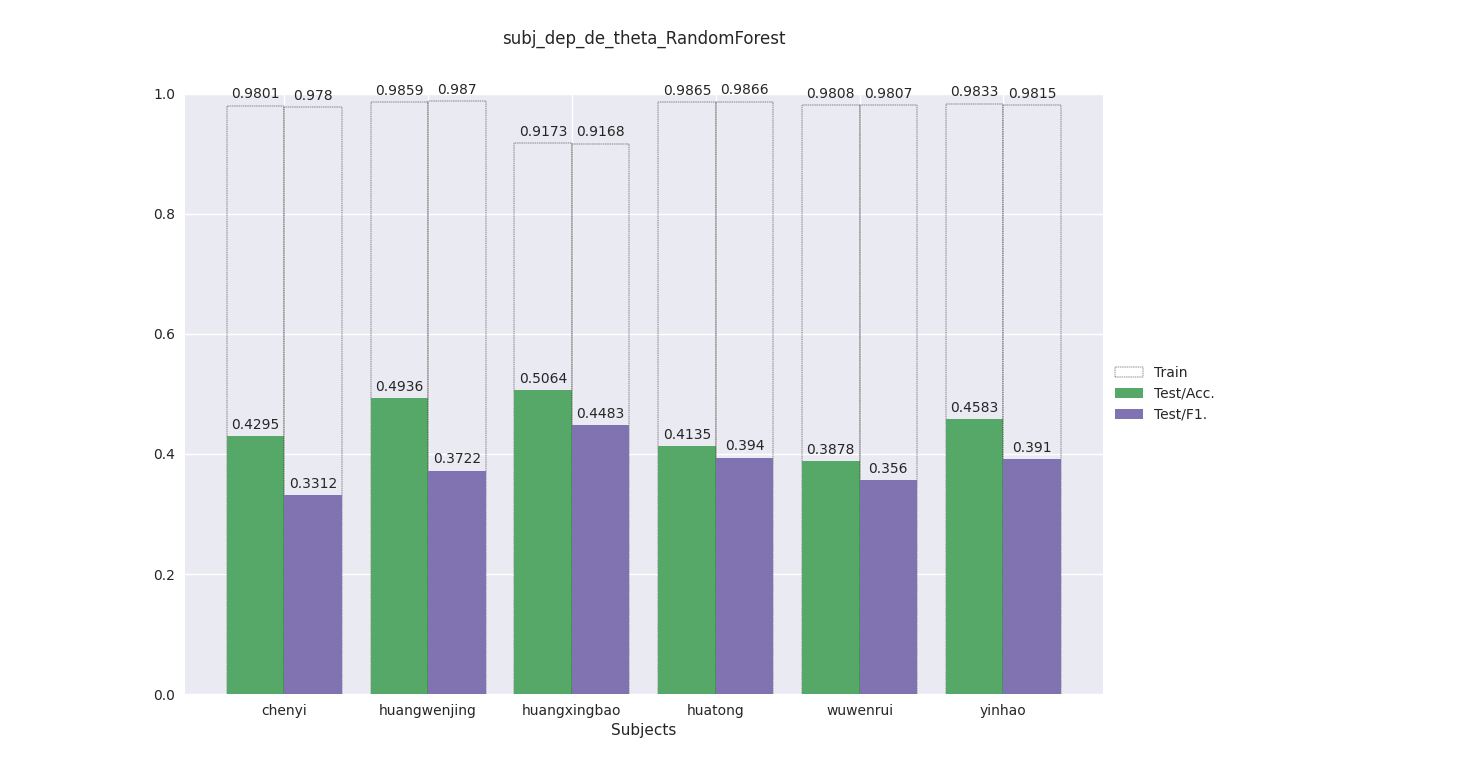 subj_dep_de_theta_RandomForest
1.0
0.8
0.6
0.4
0.2
0.0
0.9801 0.978 0.9859 0.987 0.9173 0.9168 0.9865 0.9866 0.9808 0.9807 0.9833 0.9815
0.4295 0.3312 0.4936 0.3722 0.5064 0.4483 0.4135 0.394 0.3878 0.356 0.4583 0.391
chenyi huangwenjing huangxingbao huatong wuwenrui yinhao
Subjects
Train
Test/Acc.
Test/F1.